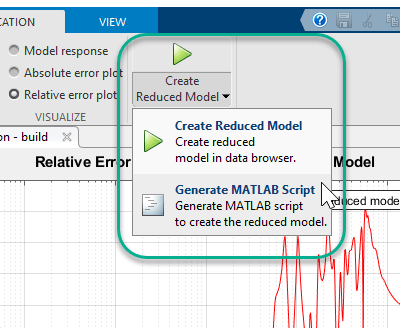 CATION
VIEW
Model response
Absolute error plot
Relative error plot
VISUALIZE
Create
Reduced Model
on - build
Relative Error
Model
Create Reduced Model
Create reduced
model in data browser.
Generate MATLAB Script
Generate MATLAB script
to create the reduced model.
duced mode